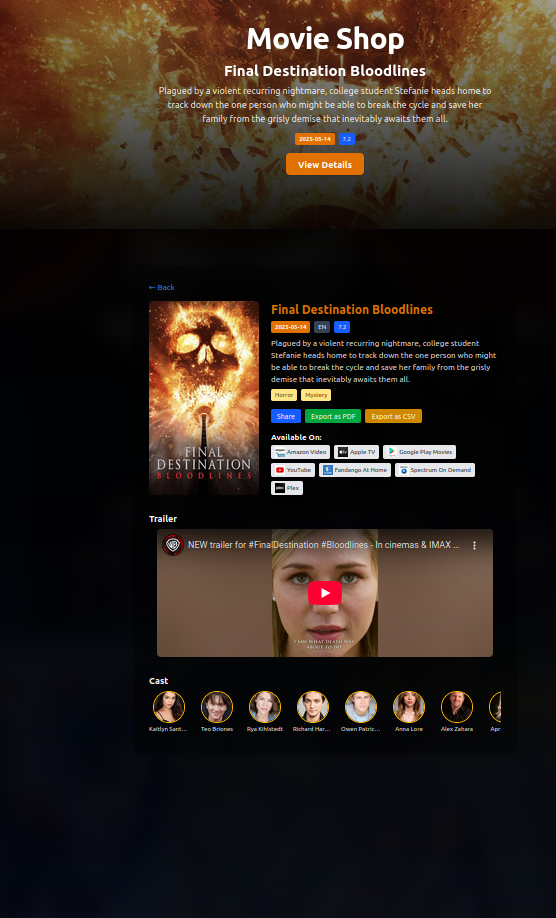 Movie Shop
Final Destination Bloodlines
Plagued by a violent recurring nightmare, college student Stefanie heads home to
track down the one person who might be able to break the cycle and save her
family from the grisly demise that inevitably awaits them all.
2025-05-14 7.2
View Details
← Back
Final Destination Bloodlines
2025-05-14 EN 7.2
Plagued by a violent recurring nightmare, college student
Stefanie heads home to track down the one person who might
be able to break the cycle and save her family from the grisly
demise that inevitably awaits them all.
Horror Mystery
Share Export as PDF Export as CSV
Available On:
Amazon Video Apple TV Google Play Movies
YouTube Fandango At Home Spectrum On Demand
Plex
FINAL
DESTINATION
BLOODLINES
Trailer
NEW trailer for #FinalDestination #Bloodlines - In cinemas & IMAX ...
I SAW WHAT DEATH WAS
ABOUT TO DO
Cast
Kaitlyn Sant... Teo Briones Rya Kihlstedt Richard Har... Owen Patric... Anna Lore Alex Zahara Apr